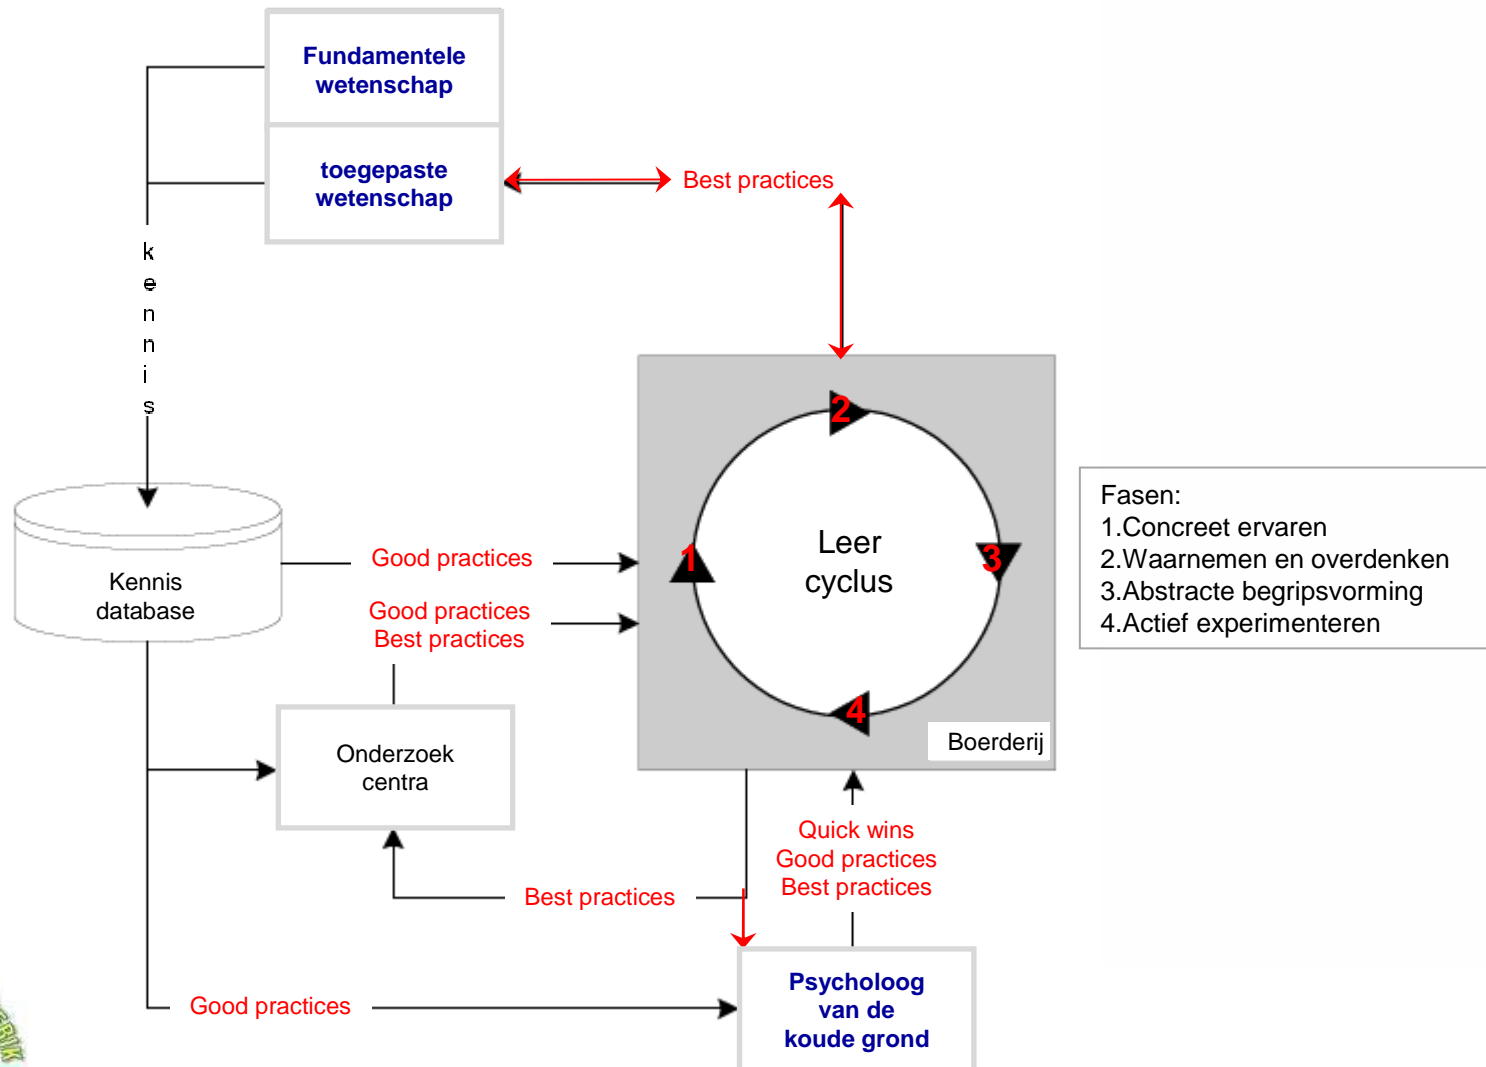 Fundamentele
wetenschap
toegepaste
wetenschap
Best practices
kennis
2
Fasen:
1.Concreet ervaren
2.Waarnemen en overdenken
3.Abstracte begripsvorming
4.Actief experimenteren
Leer
cyclus
1
3
Good practices
Kennis
database
Good practices
Best practices
4
Boerderij
Onderzoek
centra
Quick wins
Good practices
Best practices
Best practices
Psycholoog
van de
koude grond
Good practices